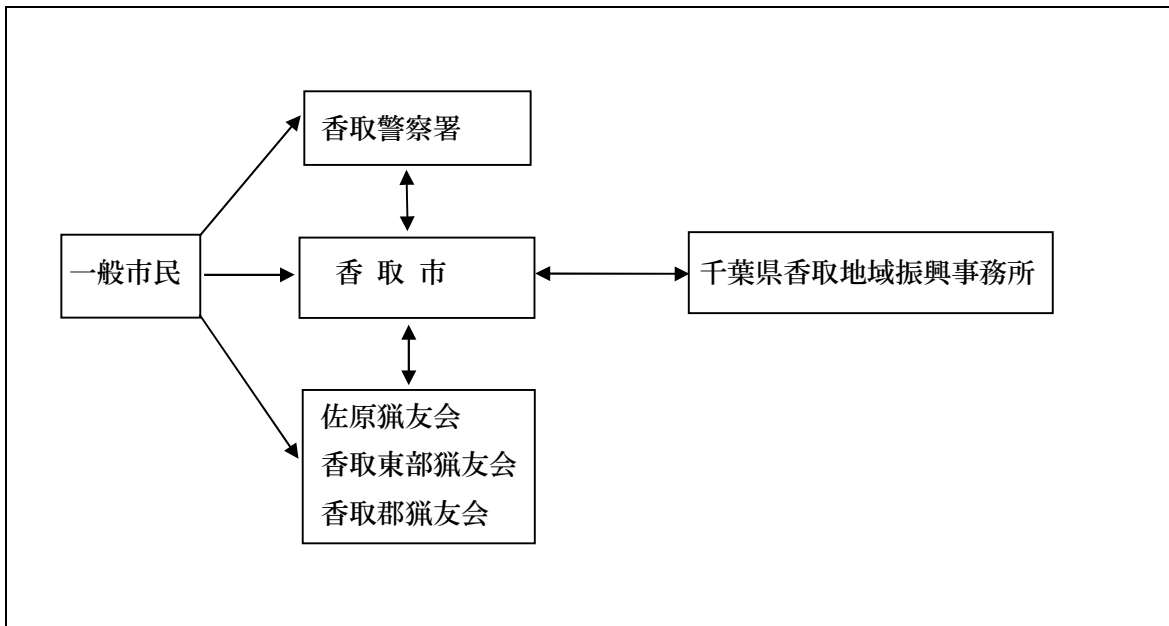 香取警察署
一般市民
香 取 市
千葉県香取地域振興事務所
佐原猟友会
香取東部猟友会
香取郡猟友会